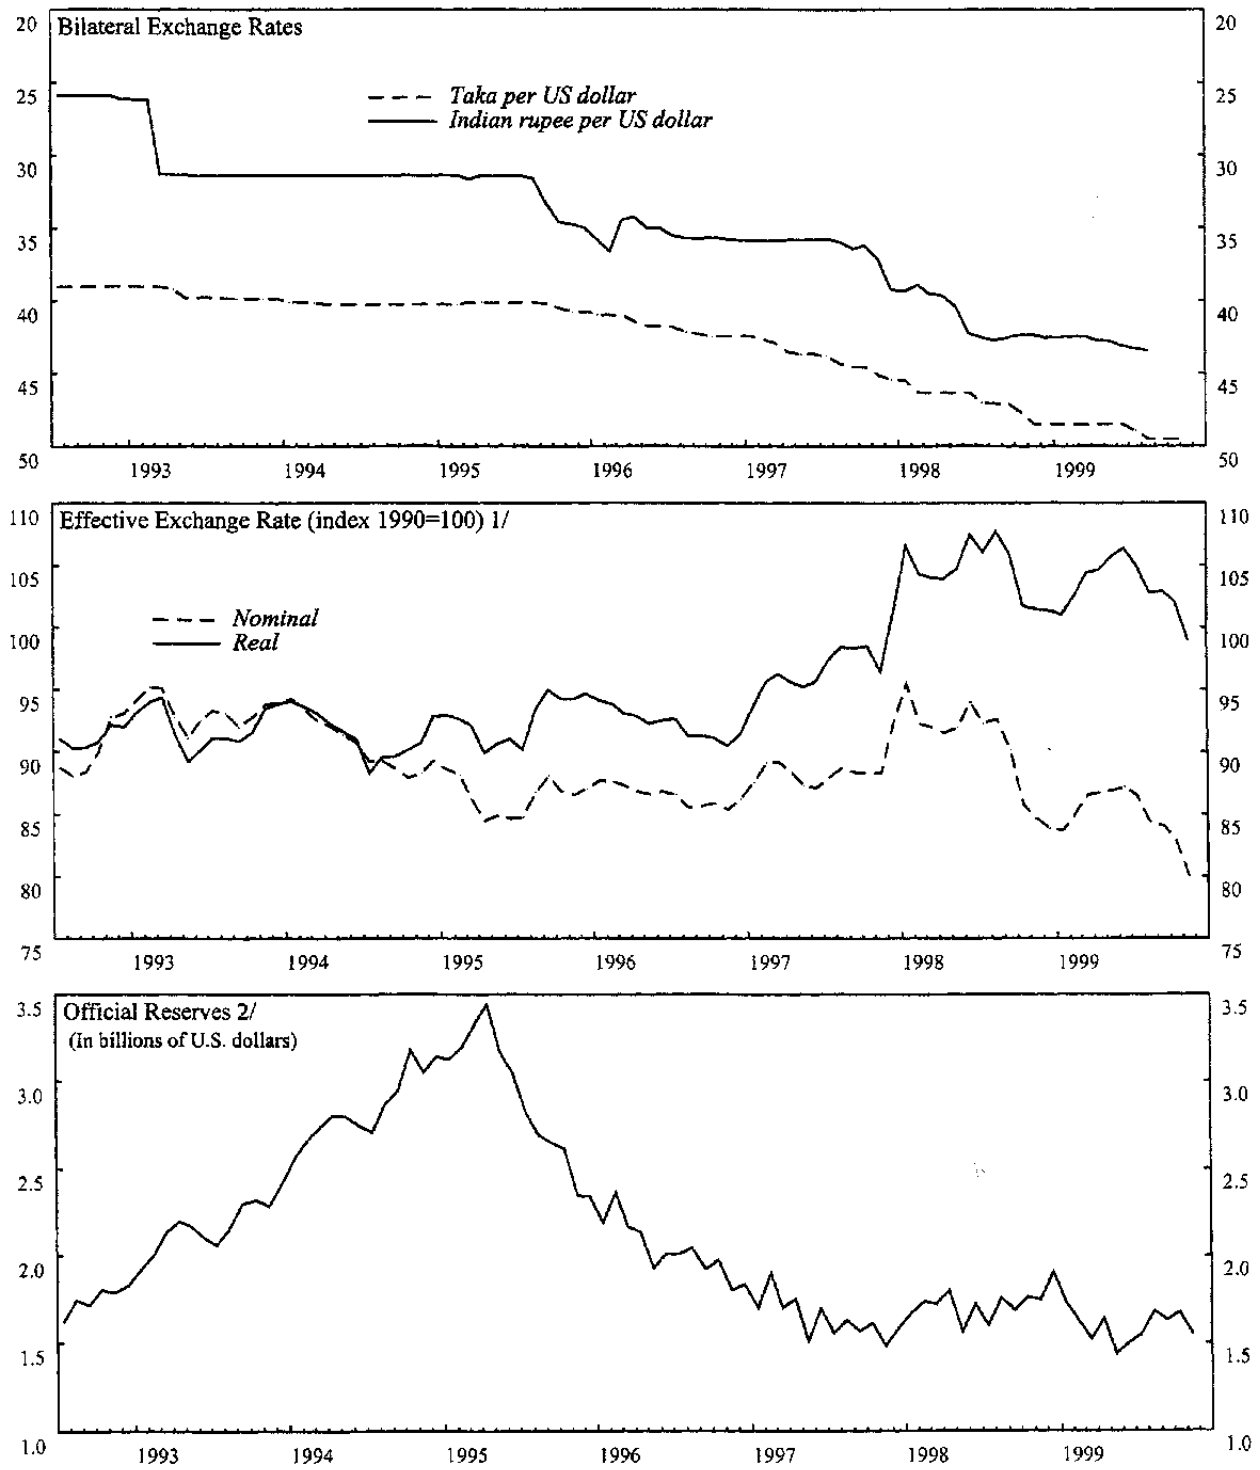 Bilateral Exchange Rates
Taka per US dollar
Indian rupee per US dollar
20 20
25 25
30 30
35 35
40 40
45 45
50 50
1993 1994 1995 1996 1997 1998 1999
Effective Exchange Rate (index 1990=100) 1/
Nominal
Real
110 110
105 105
100 100
95 95
90 90
85 85
80 80
75 75
1993 1994 1995 1996 1997 1998 1999
Official Reserves 2/
(In billions of U.S. dollars)
3.5 3.5
3.0 3.0
2.5 2.5
2.0 2.0
1.5 1.5
1.0 1.0
1993 1994 1995 1996 1997 1998 1999